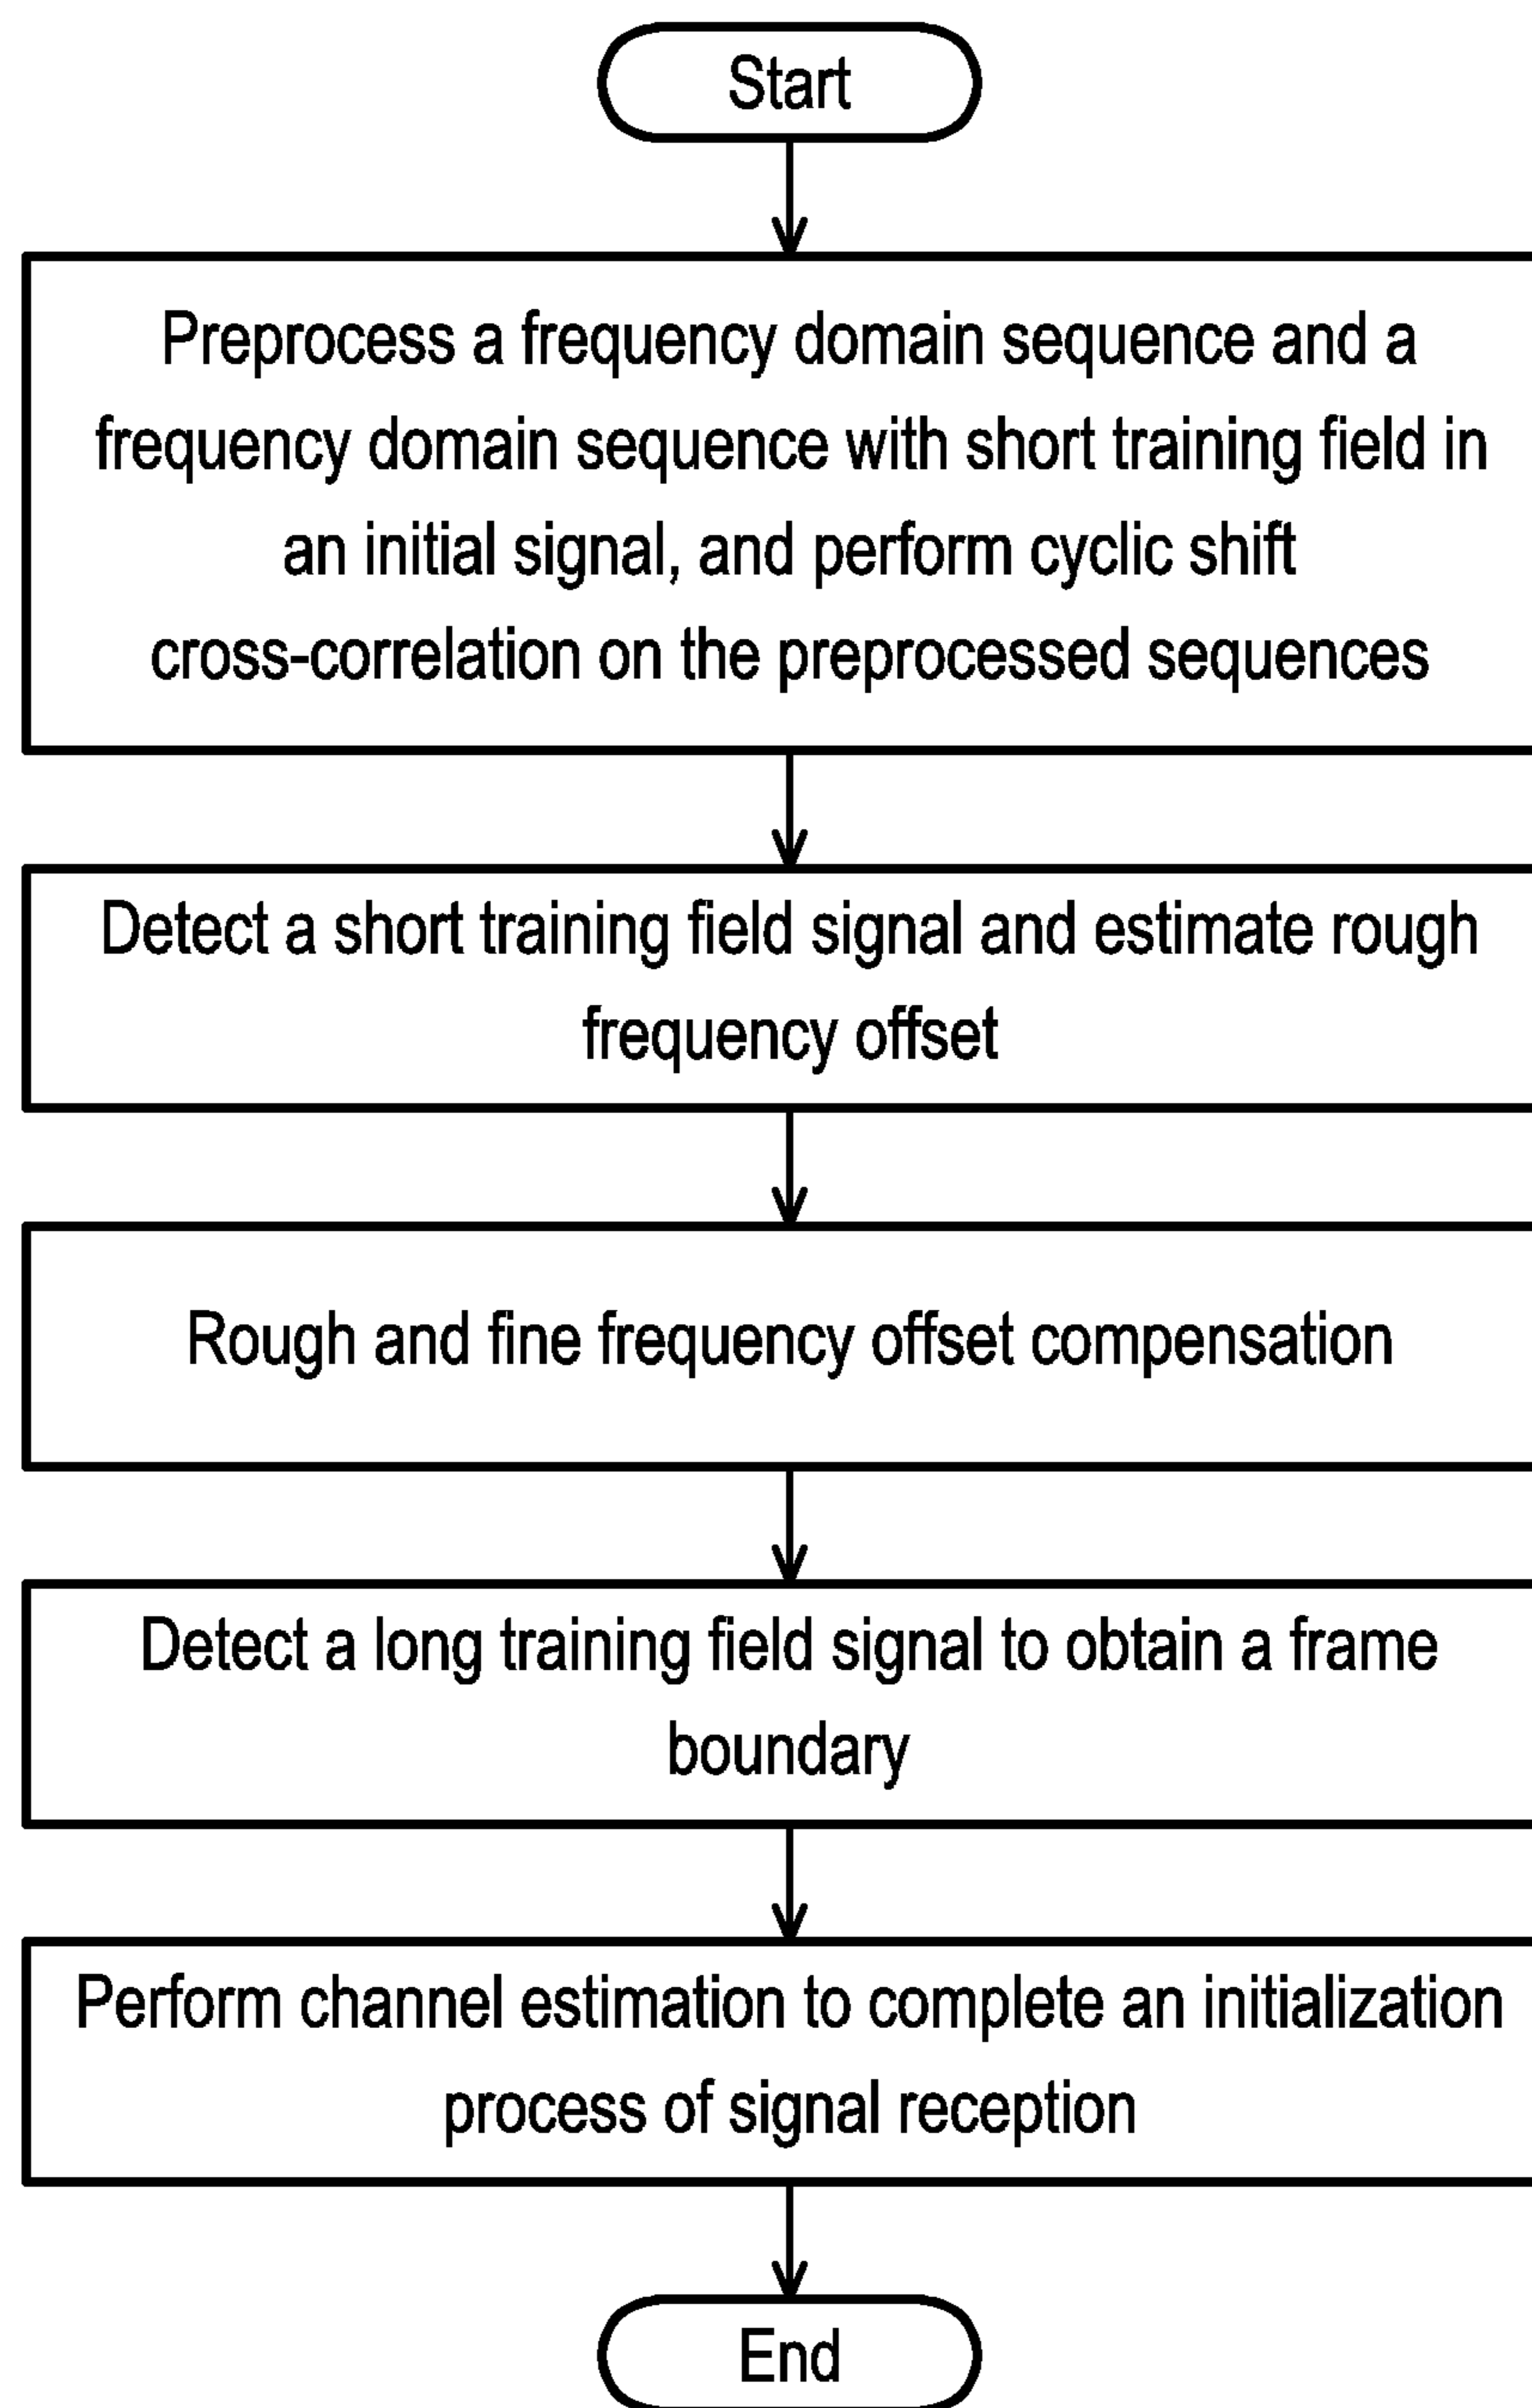 Start
Preprocess a frequency domain sequence and a
frequency domain sequence with short training field in
an initial signal, and perform cyclic shift
cross-correlation on the preprocessed sequences
Detect a short training field signal and estimate rough
frequency offset
Rough and fine frequency offset compensation
Detect a long training field signal to obtain a frame
boundary
Perform channel estimation to complete an initialization
process of signal reception
End